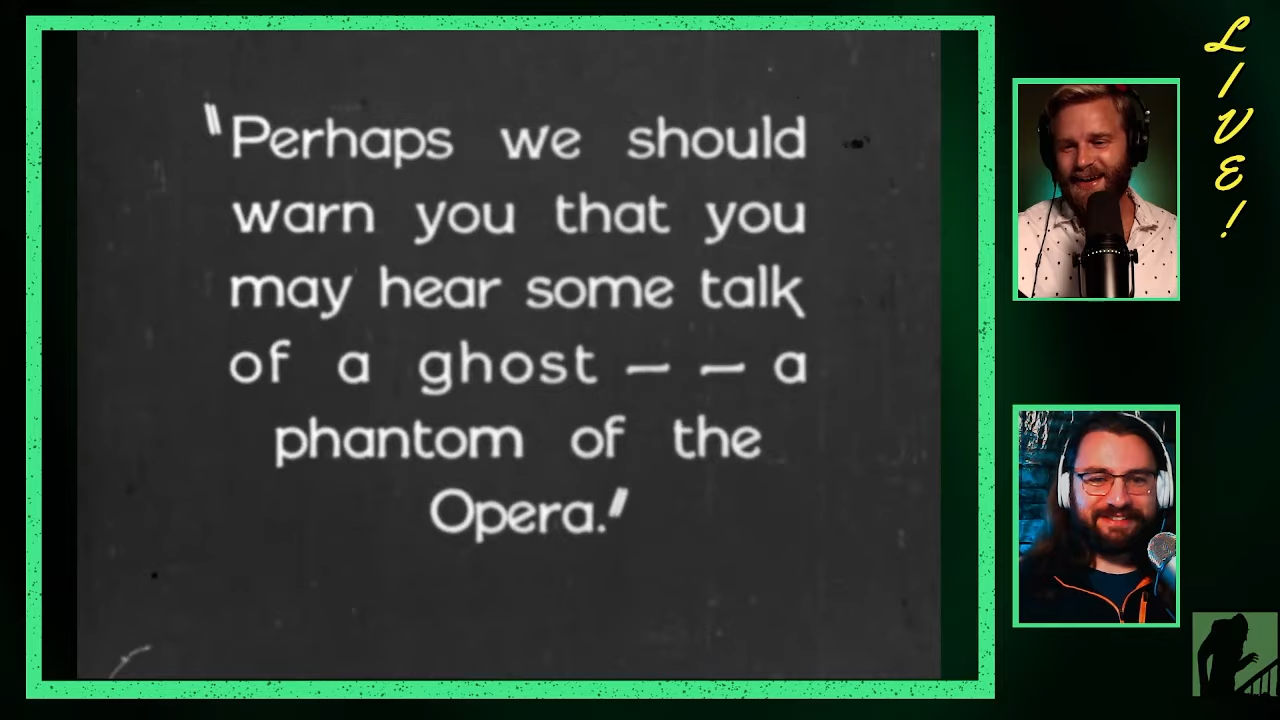 "Perhaps we should
warn you that you
may hear some talk
of a ghost — — a
phantom of the
Opera."
LIVE!